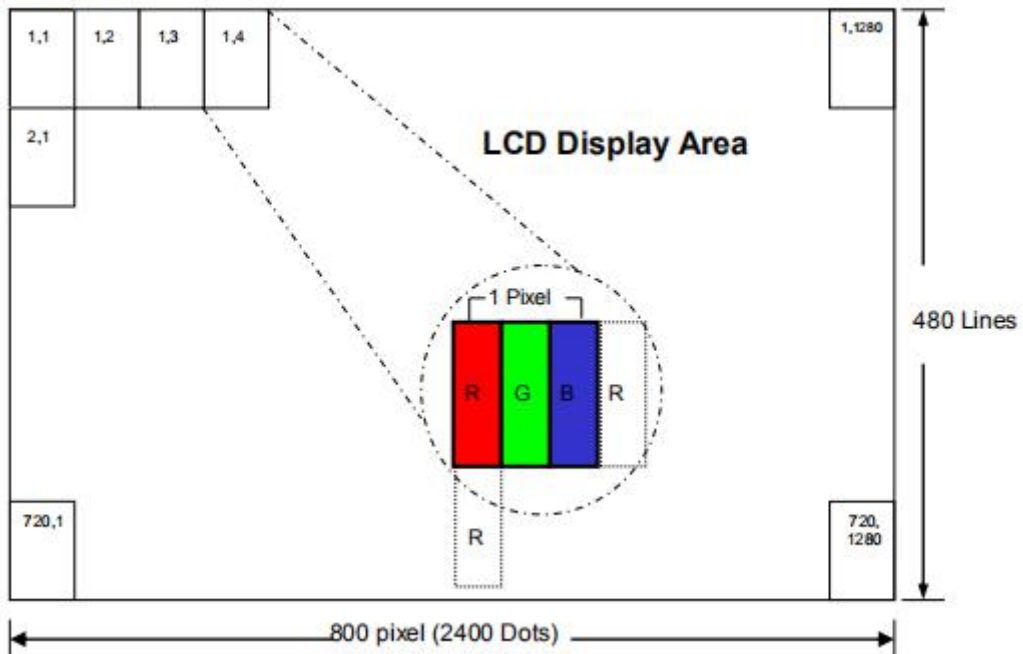 1,1
1,2
1,3
1,4
1,1280
2,1
LCD Display Area
1 Pixel
480 Lines
R
G
B
R
720,1
R
720,
1280
800 pixel (2400 Dots)